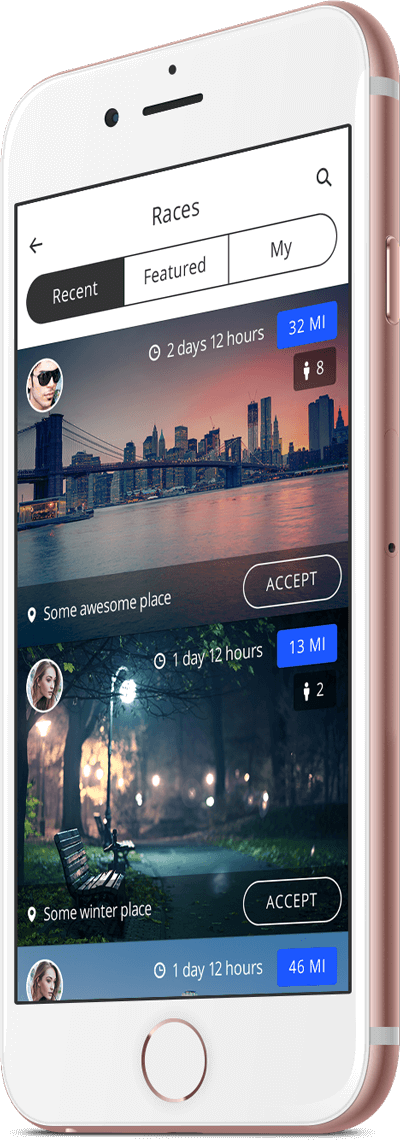 Races
Recent
Featured
My
2 days 12 hours
32 MI
8
Some awesome place
ACCEPT
1 day 12 hours
13 MI
2
Some winter place
ACCEPT
1 day 12 hours
46 MI